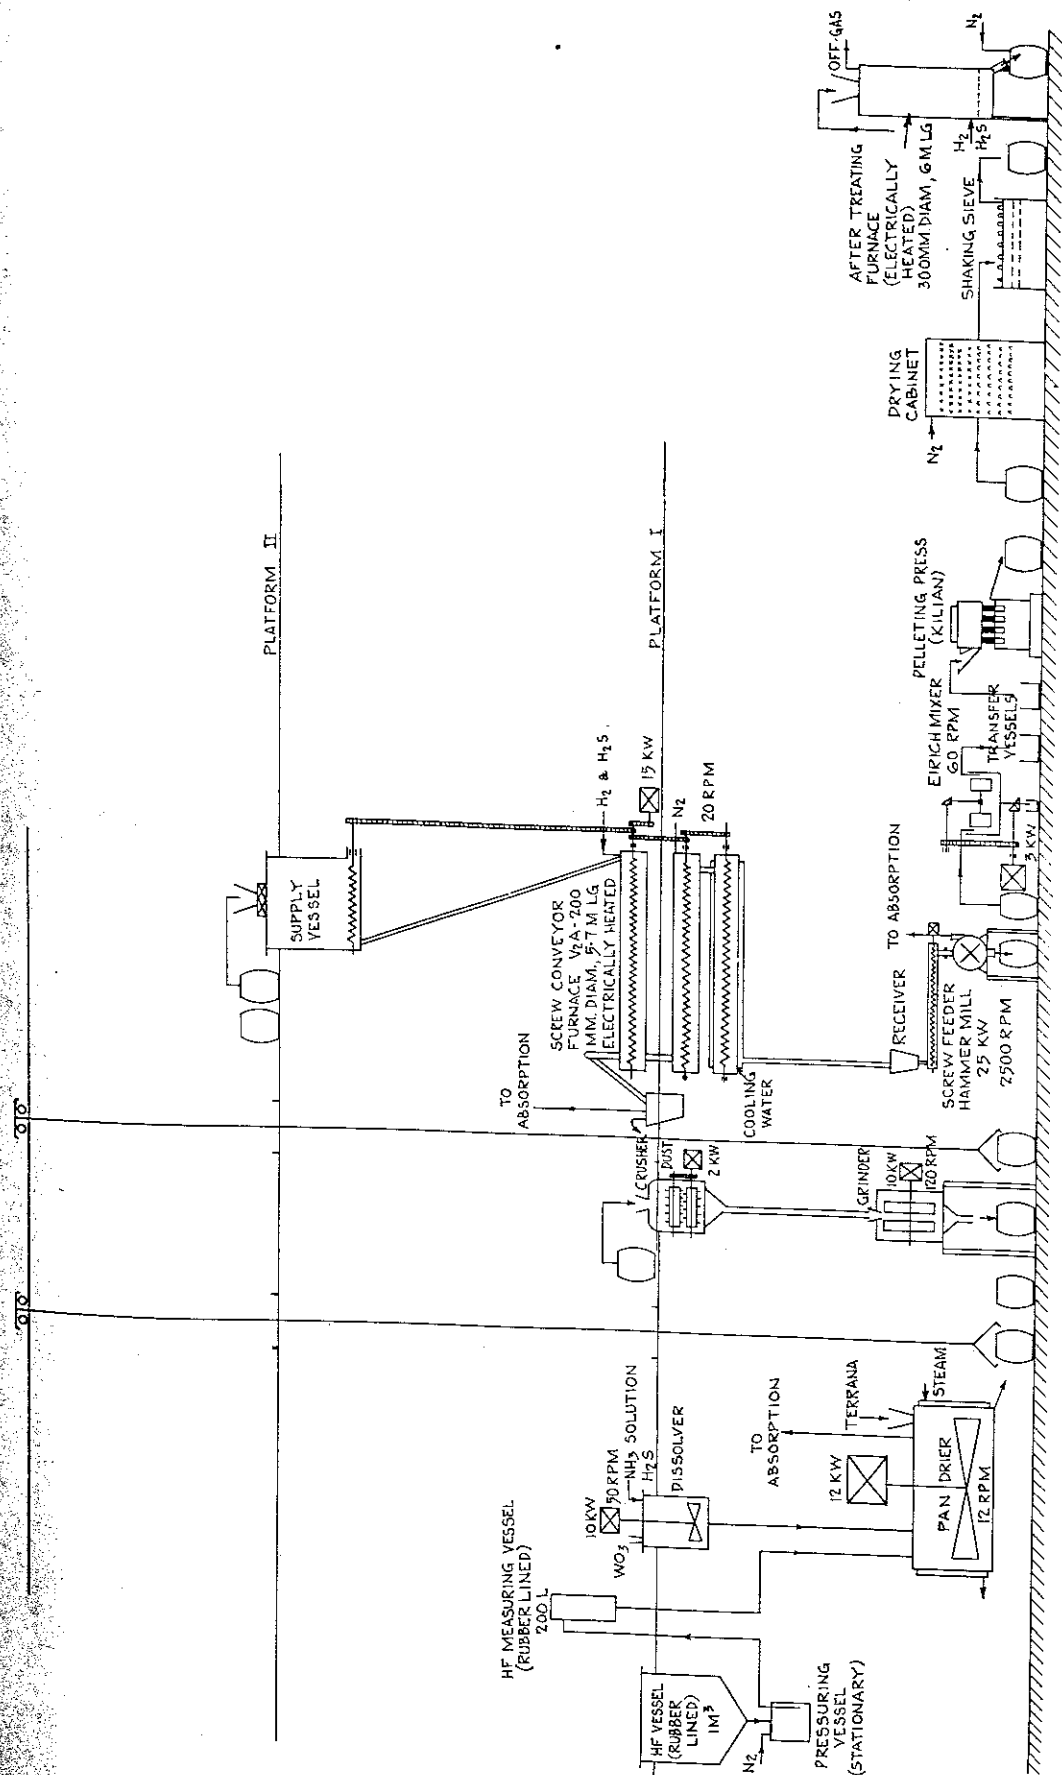 HF VESSEL
(RUBBER
LINED)
1M³
N₂
PRESSURING
VESSEL
(STATIONARY)
HF MEASURING VESSEL
(RUBBER LINED)
200 L
WO₃
10KW
50 RPM
NH₃ SOLUTION
H₂S
DISSOLVER
TO
ABSORPTION
12 KW
TERRANA
STEAM
PAN DRIER
12 RPM
CRUSHER
DUST
2 KW
GRINDER
10 KW
120 RPM
TO
ABSORPTION
SUPPLY
VESSEL
PLATFORM II
SCREW CONVEYOR
FURNACE V₂A-200
MM. DIAM., 5.7 M LG
ELECTRICALLY HEATED
H₂ & H₂S
15 KW
PLATFORM I
N₂
20 RPM
COOLING
WATER
RECEIVER
TO ABSORPTION
SCREW FEEDER
HAMMER MILL
25 KW
2500 RPM
3 KW
EIRICH MIXER
60 RPM
TRANSFER
VESSELS
PELLETING PRESS
(KILIAN)
N₂
DRYING
CABINET
SHAKING SIEVE
AFTER TREATING
FURNACE
(ELECTRICALLY
HEATED)
300MM. DIAM, 6M. LG
OFF-GAS
H₂
H₂S
N₂